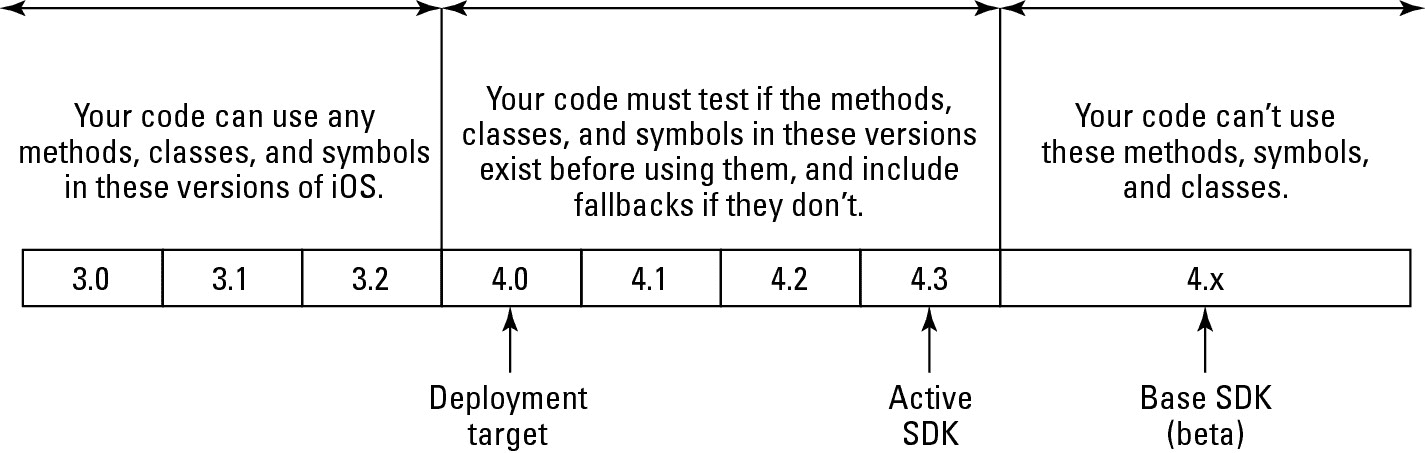 Your code can use any
methods, classes, and symbols
in these versions of iOS.
Your code must test if the methods,
classes, and symbols in these versions
exist before using them, and include
fallbacks if they don’t.
Your code can’t use
these methods, symbols,
and classes.
3.0 3.1 3.2 4.0 4.1 4.2 4.3 4.x
Deployment
target
Active
SDK
Base SDK
(beta)